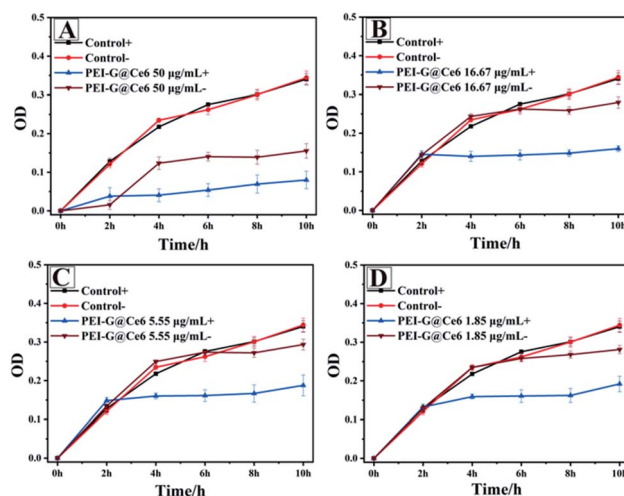 A
Control+
Control-
PEI-G@Ce6 50 μg/mL+
PEI-G@Ce6 50 μg/mL-
0.5
0.4
0.3
0.2
0.1
0.0
OD
0h 2h 4h 6h 8h 10h
Time/h
B
Control+
Control-
PEI-G@Ce6 16.67 μg/mL+
PEI-G@Ce6 16.67 μg/mL-
0.5
0.4
0.3
0.2
0.1
0.0
OD
0h 2h 4h 6h 8h 10h
Time/h
C
Control+
Control-
PEI-G@Ce6 5.55 μg/mL+
PEI-G@Ce6 5.55 μg/mL-
0.5
0.4
0.3
0.2
0.1
0.0
OD
0h 2h 4h 6h 8h 10h
Time/h
D
Control+
Control-
PEI-G@Ce6 1.85 μg/mL+
PEI-G@Ce6 1.85 μg/mL-
0.5
0.4
0.3
0.2
0.1
0.0
OD
0h 2h 4h 6h 8h 10h
Time/h